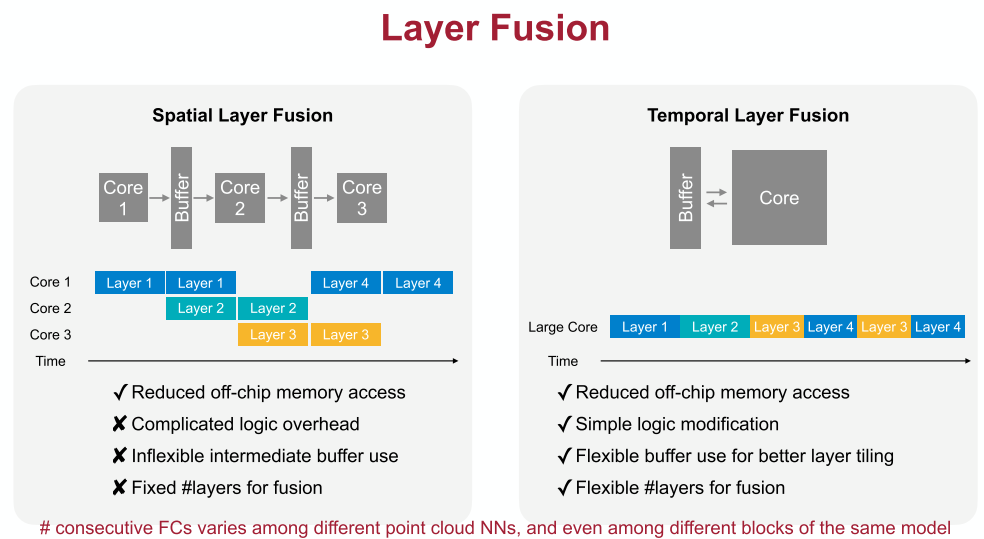 Layer Fusion
Spatial Layer Fusion
Core 1
Buffer
Core 2
Buffer
Core 3
Core 1
Layer 1
Layer 1
Layer 4
Layer 4
Core 2
Layer 2
Layer 2
Core 3
Layer 3
Layer 3
Time
✓ Reduced off-chip memory access
✘ Complicated logic overhead
✘ Inflexible intermediate buffer use
✘ Fixed #layers for fusion
Temporal Layer Fusion
Buffer
Core
Large Core
Layer 1
Layer 2
Layer 3
Layer 4
Layer 3
Layer 4
Time
✓ Reduced off-chip memory access
✓ Simple logic modification
✓ Flexible buffer use for better layer tiling
✓ Flexible #layers for fusion
# consecutive FCs varies among different point cloud NNs, and even among different blocks of the same model